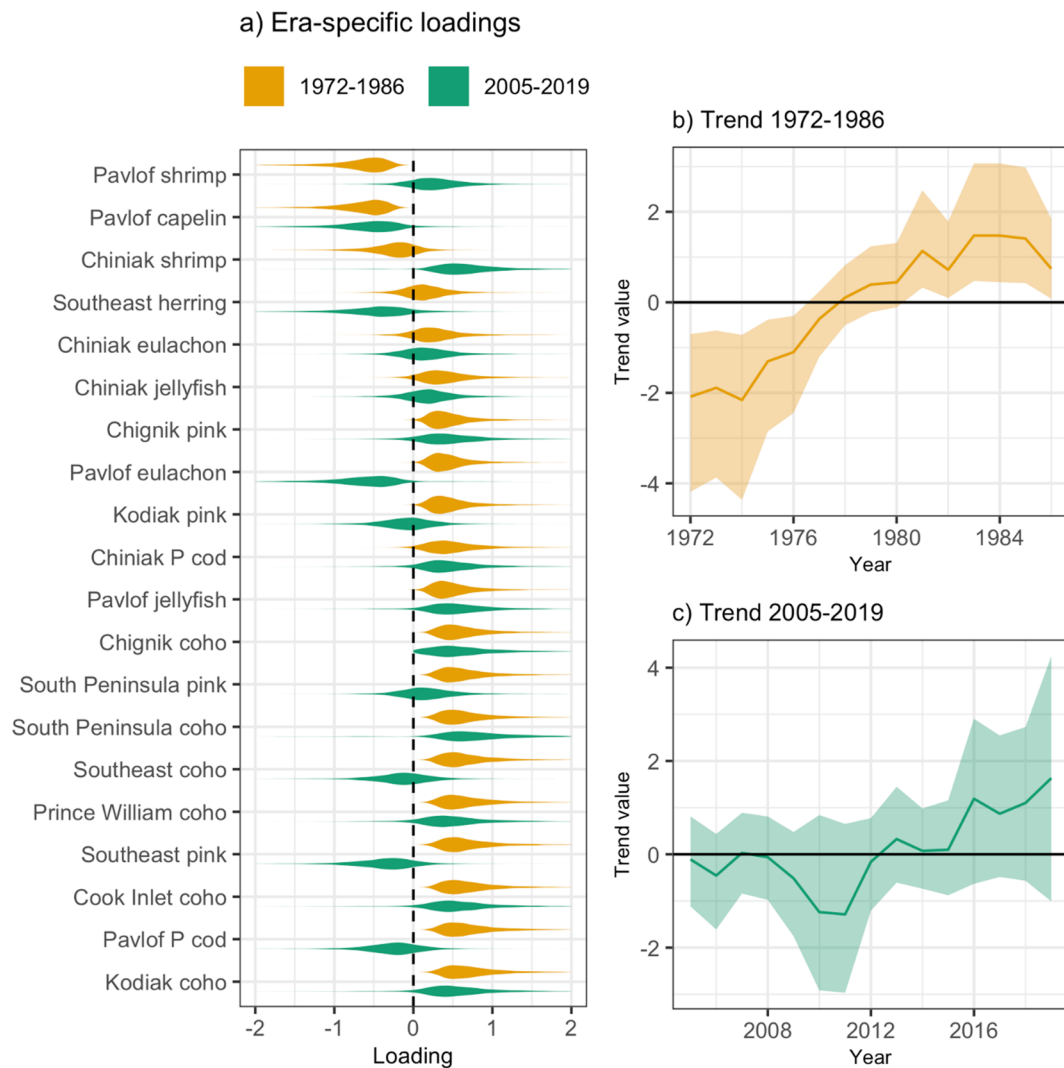 a) Era-specific loadings
1972-1986 2005-2019
Pavlof shrimp
Pavlof capelin
Chiniak shrimp
Southeast herring
Chiniak eulachon
Chiniak jellyfish
Chignik pink
Pavlof eulachon
Kodiak pink
Chiniak P cod
Pavlof jellyfish
Chignik coho
South Peninsula pink
South Peninsula coho
Southeast coho
Prince William coho
Southeast pink
Cook Inlet coho
Pavlof P cod
Kodiak coho
-2 -1 0 1 2
Loading
b) Trend 1972-1986
Trend value
2
0
-2
-4
1972 1976 1980 1984
Year
c) Trend 2005-2019
Trend value
4
2
0
-2
2008 2012 2016
Year